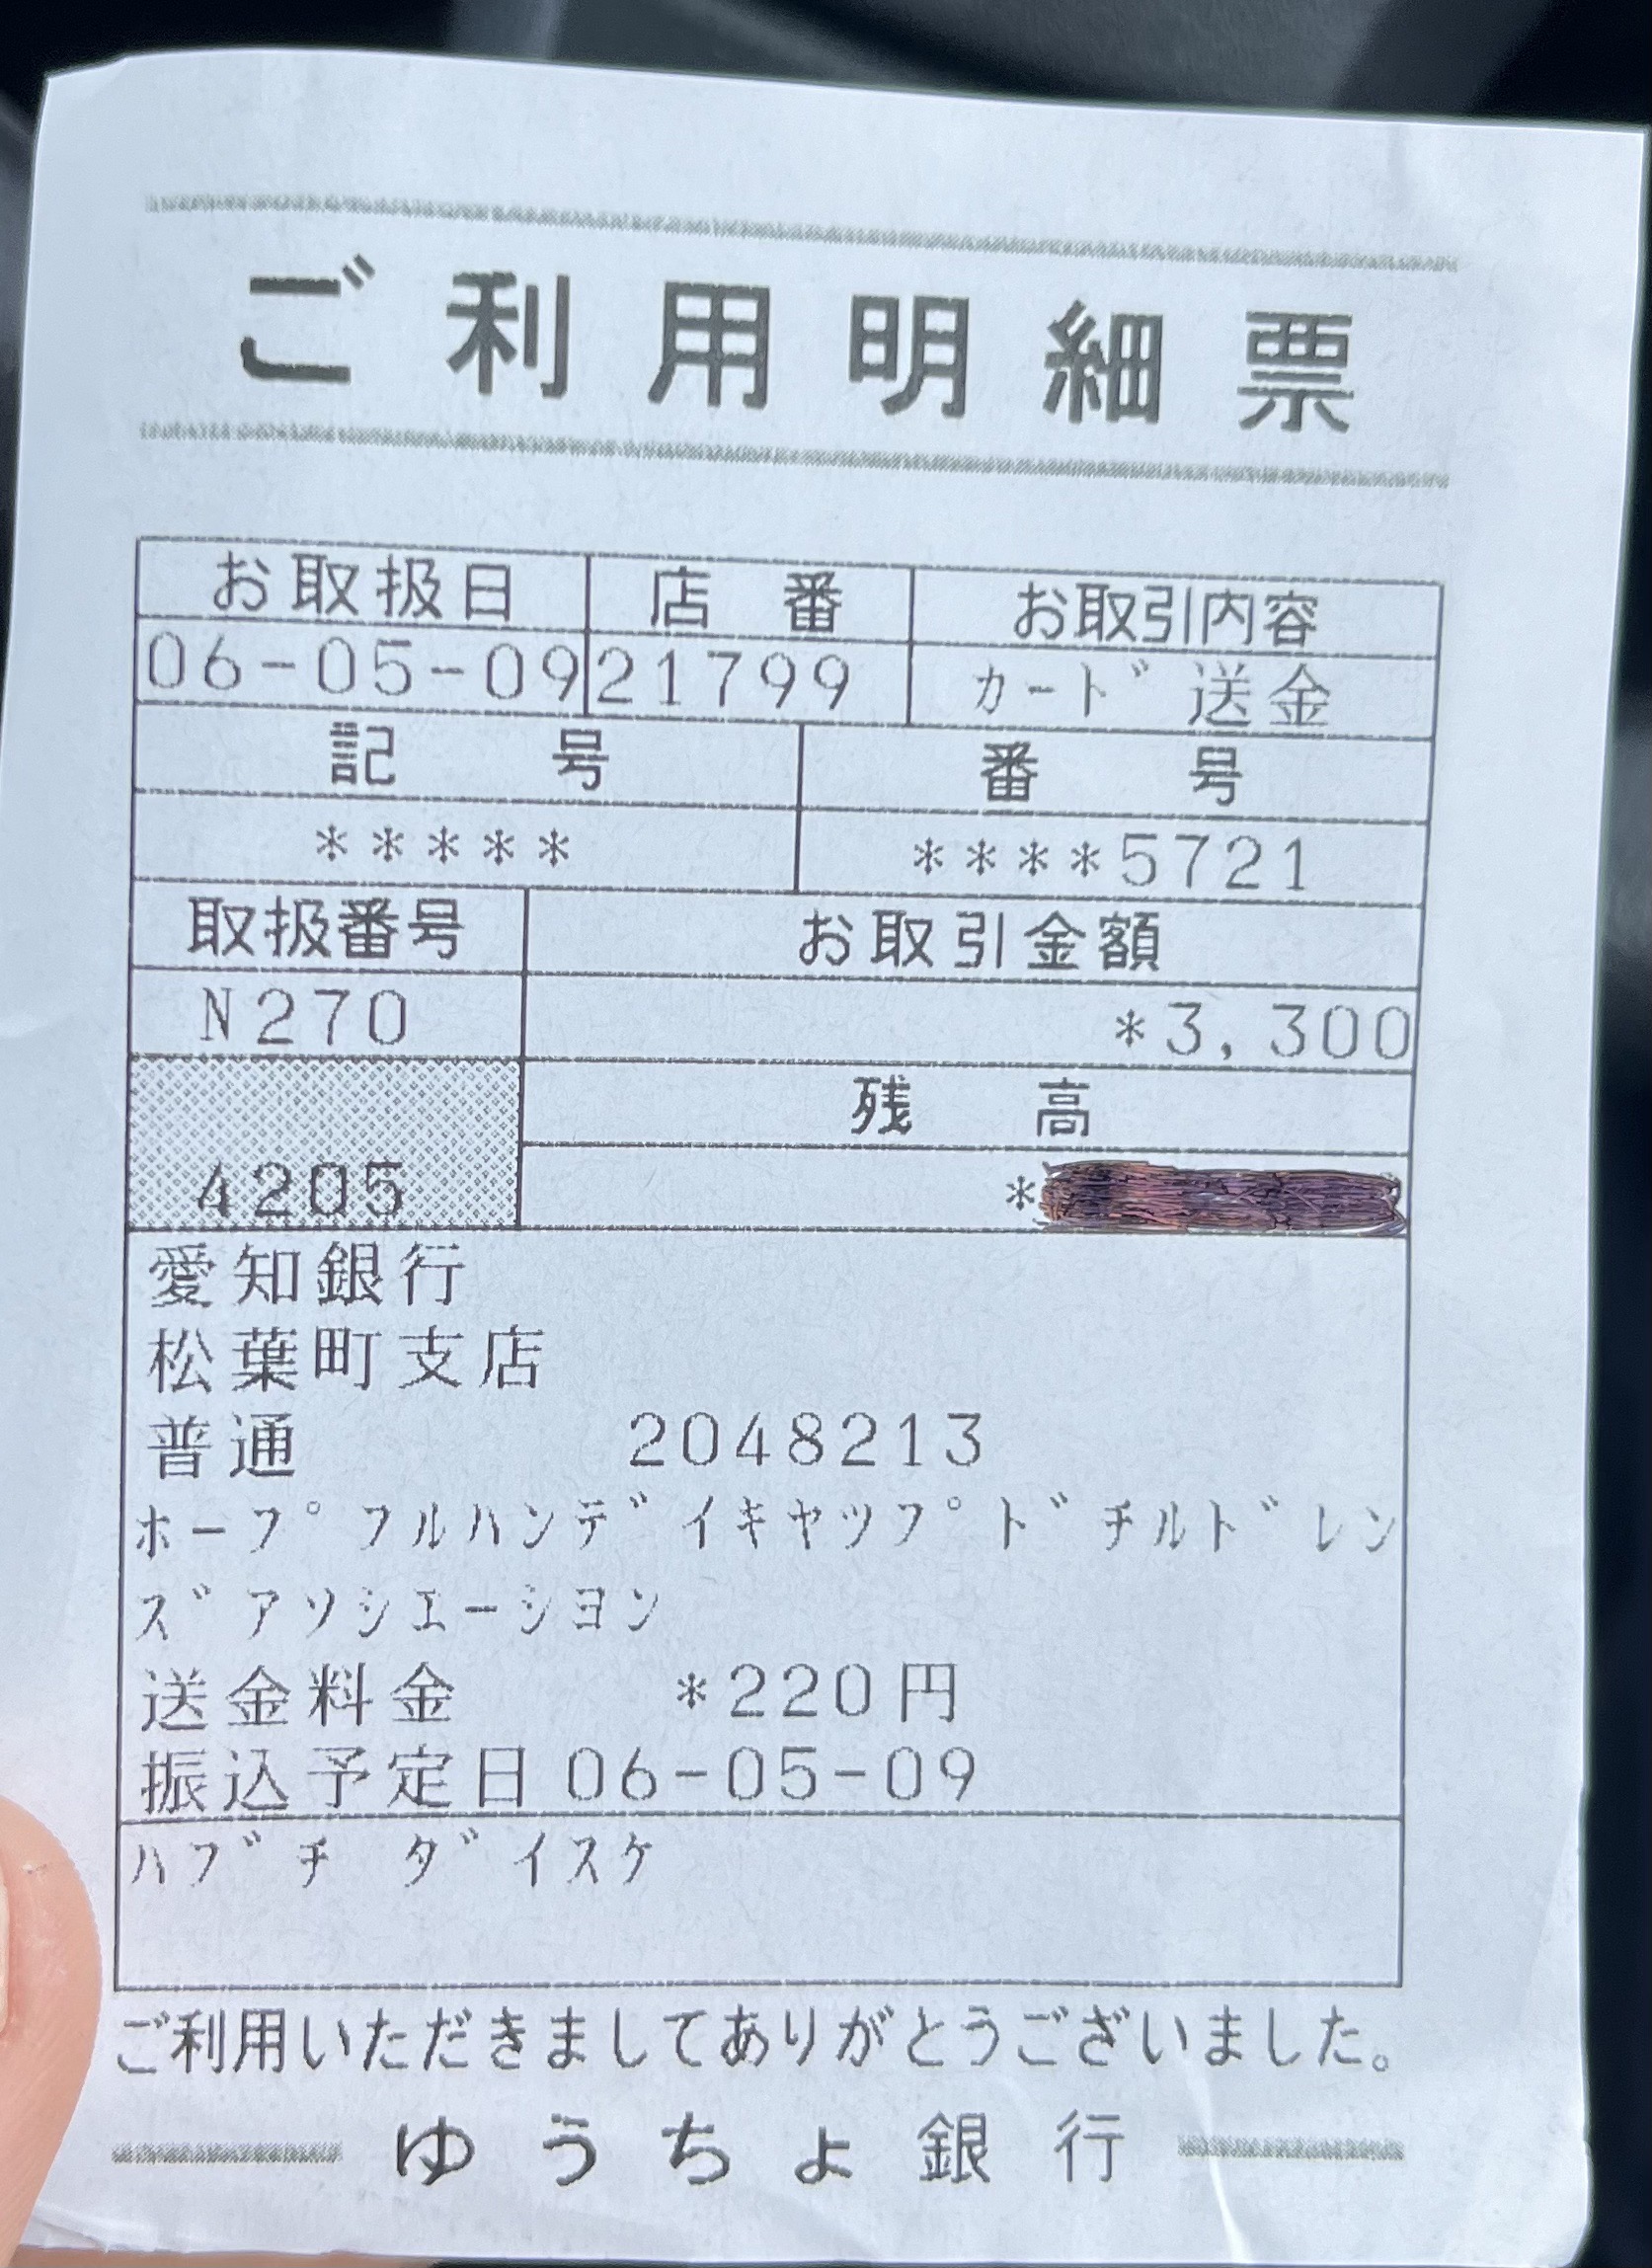 ご利用明細票
お取扱日 店番 お取引内容
06-05-09 21799 カード送金
記号 番号
***** ****5721
取扱番号 お取引金額
N270 *3,300
残高
4205 *
愛知銀行
松葉町支店
普通 2048213
ホープフルハンデイキヤツプドチルドレン
ズアソシエーシヨン
送金料金 *220円
振込予定日 06-05-09
ハブチ ダイスケ
ご利用いただきましてありがとうございました。
ゆうちょ銀行